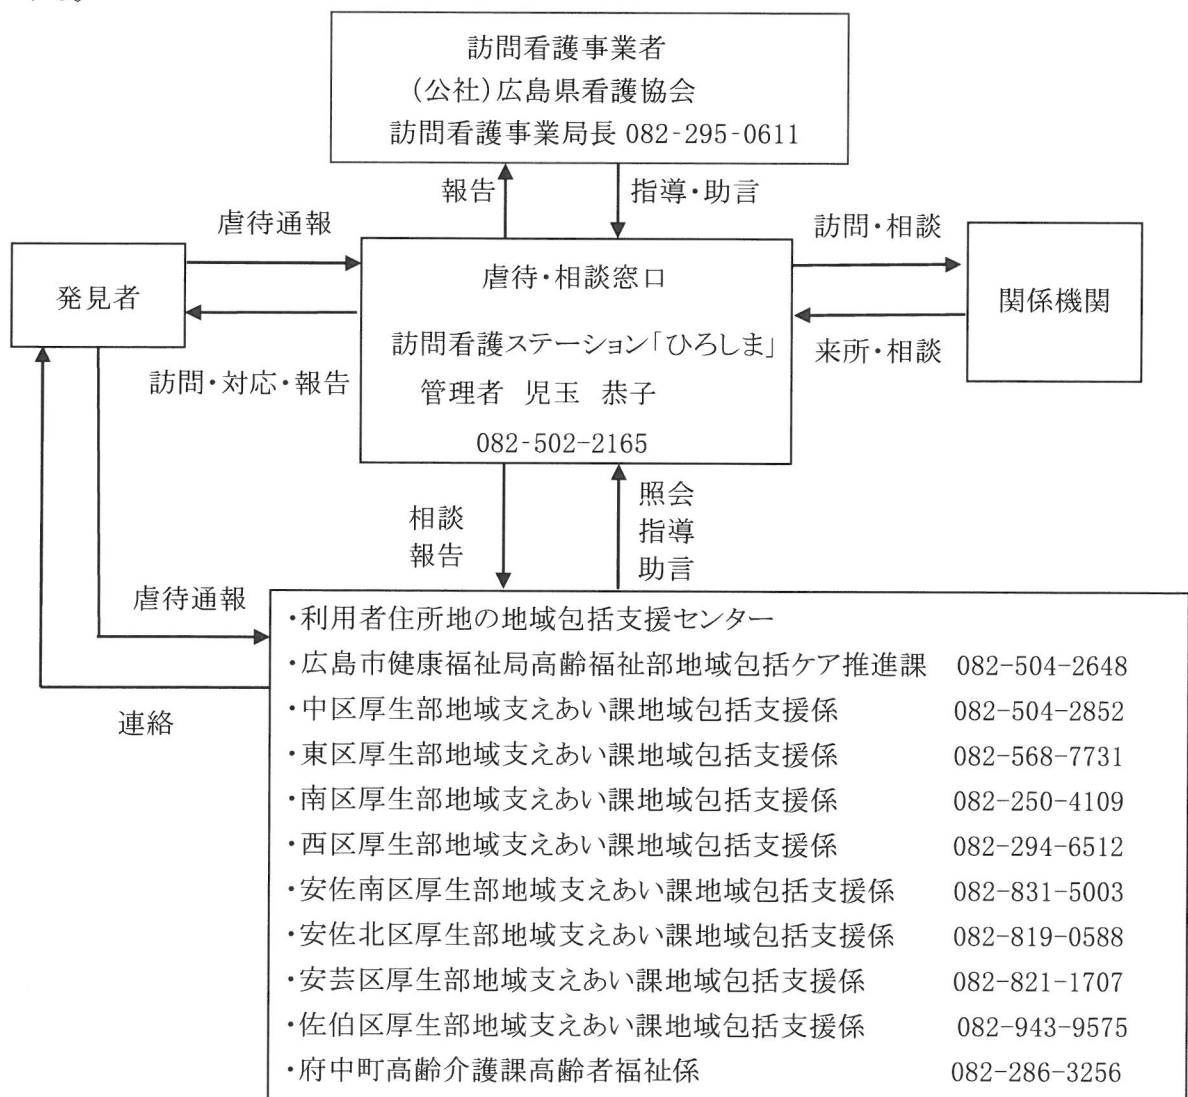 訪問看護事業者
(公社)広島県看護協会
訪問看護事業局長 082-295-0611
報告
指導・助言
虐待通報
訪問・相談
発見者
虐待・相談窓口
訪問看護ステーション「ひろしま」
管理者 児玉 恭子
082-502-2165
関係機関
来所・相談
訪問・対応・報告
相談
報告
照会
指導
助言
虐待通報
連絡
・利用者住所地の地域包括支援センター
・広島市健康福祉局高齢福祉部地域包括ケア推進課 082-504-2648
・中区厚生部地域支えあい課地域包括支援係 082-504-2852
・東区厚生部地域支えあい課地域包括支援係 082-568-7731
・南区厚生部地域支えあい課地域包括支援係 082-250-4109
・西区厚生部地域支えあい課地域包括支援係 082-294-6512
・安佐南区厚生部地域支えあい課地域包括支援係 082-831-5003
・安佐北区厚生部地域支えあい課地域包括支援係 082-819-0588
・安芸区厚生部地域支えあい課地域包括支援係 082-821-1707
・佐伯区厚生部地域支えあい課地域包括支援係 082-943-9575
・府中町高齢介護課高齢者福祉係 082-286-3256